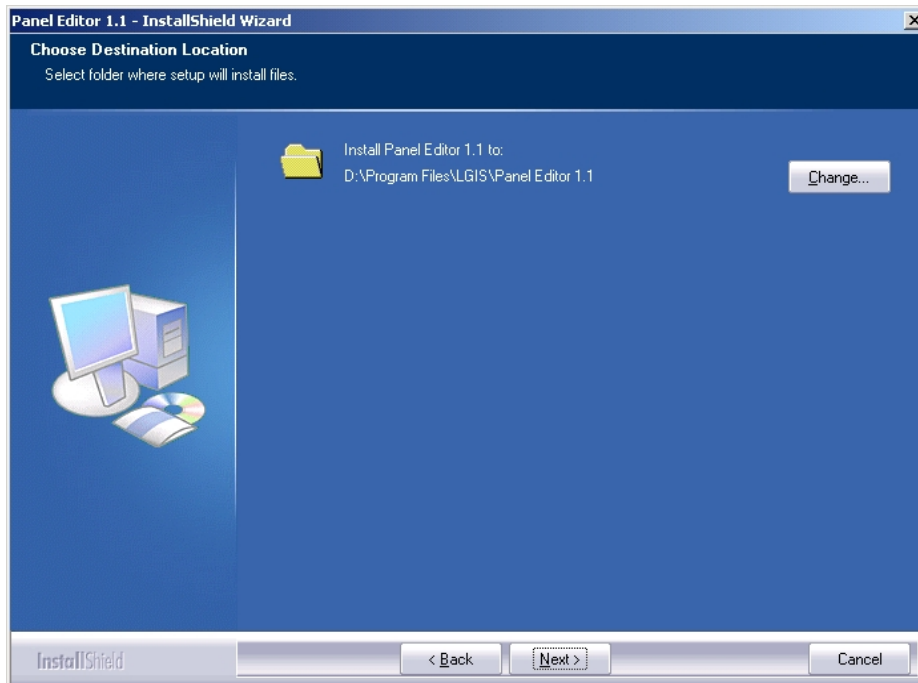 Panel Editor 1.1 - InstallShield Wizard
Choose Destination Location
Select folder where setup will install files.
Install Panel Editor 1.1 to:
D:\Program Files\LGIS\Panel Editor 1.1
Change...
InstallShield
< Back
Next >
Cancel